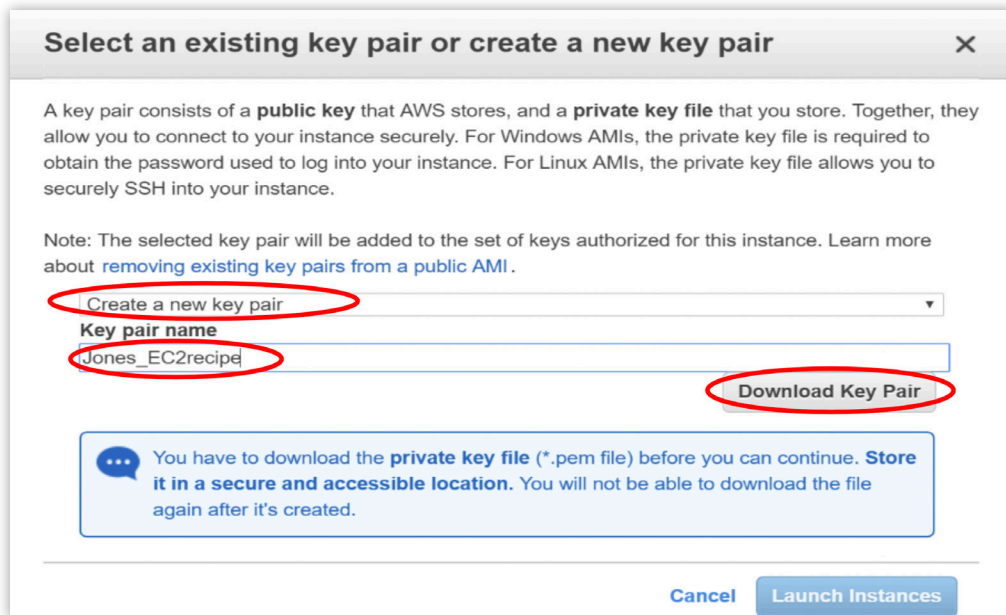 Select an existing key pair or create a new key pair ×
A key pair consists of a public key that AWS stores, and a private key file that you store. Together, they
allow you to connect to your instance securely. For Windows AMIs, the private key file is required to
obtain the password used to log into your instance. For Linux AMIs, the private key file allows you to
securely SSH into your instance.
Note: The selected key pair will be added to the set of keys authorized for this instance. Learn more
about removing existing key pairs from a public AMI.
Create a new key pair
Key pair name
Jones_EC2recipe
Download Key Pair
You have to download the private key file (*.pem file) before you can continue. Store
it in a secure and accessible location. You will not be able to download the file
again after it's created.
Cancel Launch Instances